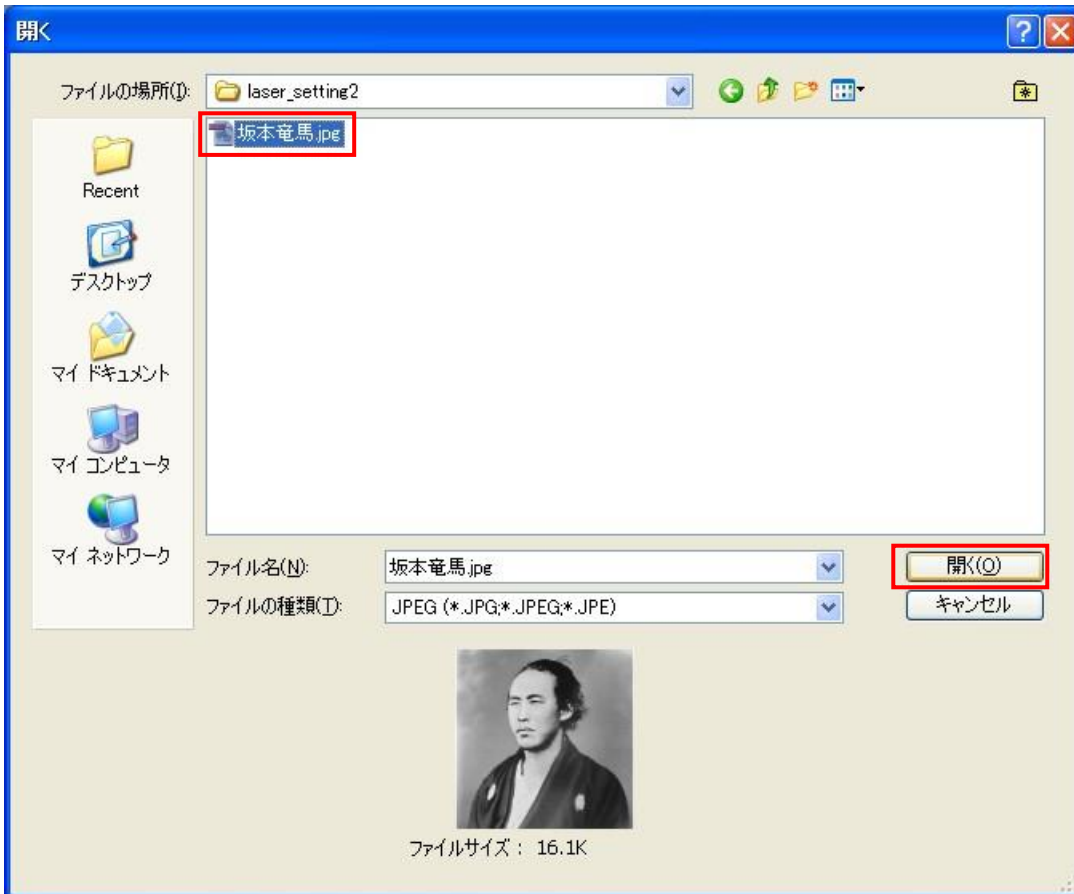 開く
ファイルの場所(I):
laser_setting2
坂本竜馬.jpg
Recent
デスクトップ
マイ ドキュメント
マイ コンピュータ
マイ ネットワーク
ファイル名(N):
坂本竜馬.jpg
開く(O)
ファイルの種類(T):
JPEG (*.JPG;*.JPEG;*.JPE)
キャンセル
ファイルサイズ： 16.1K